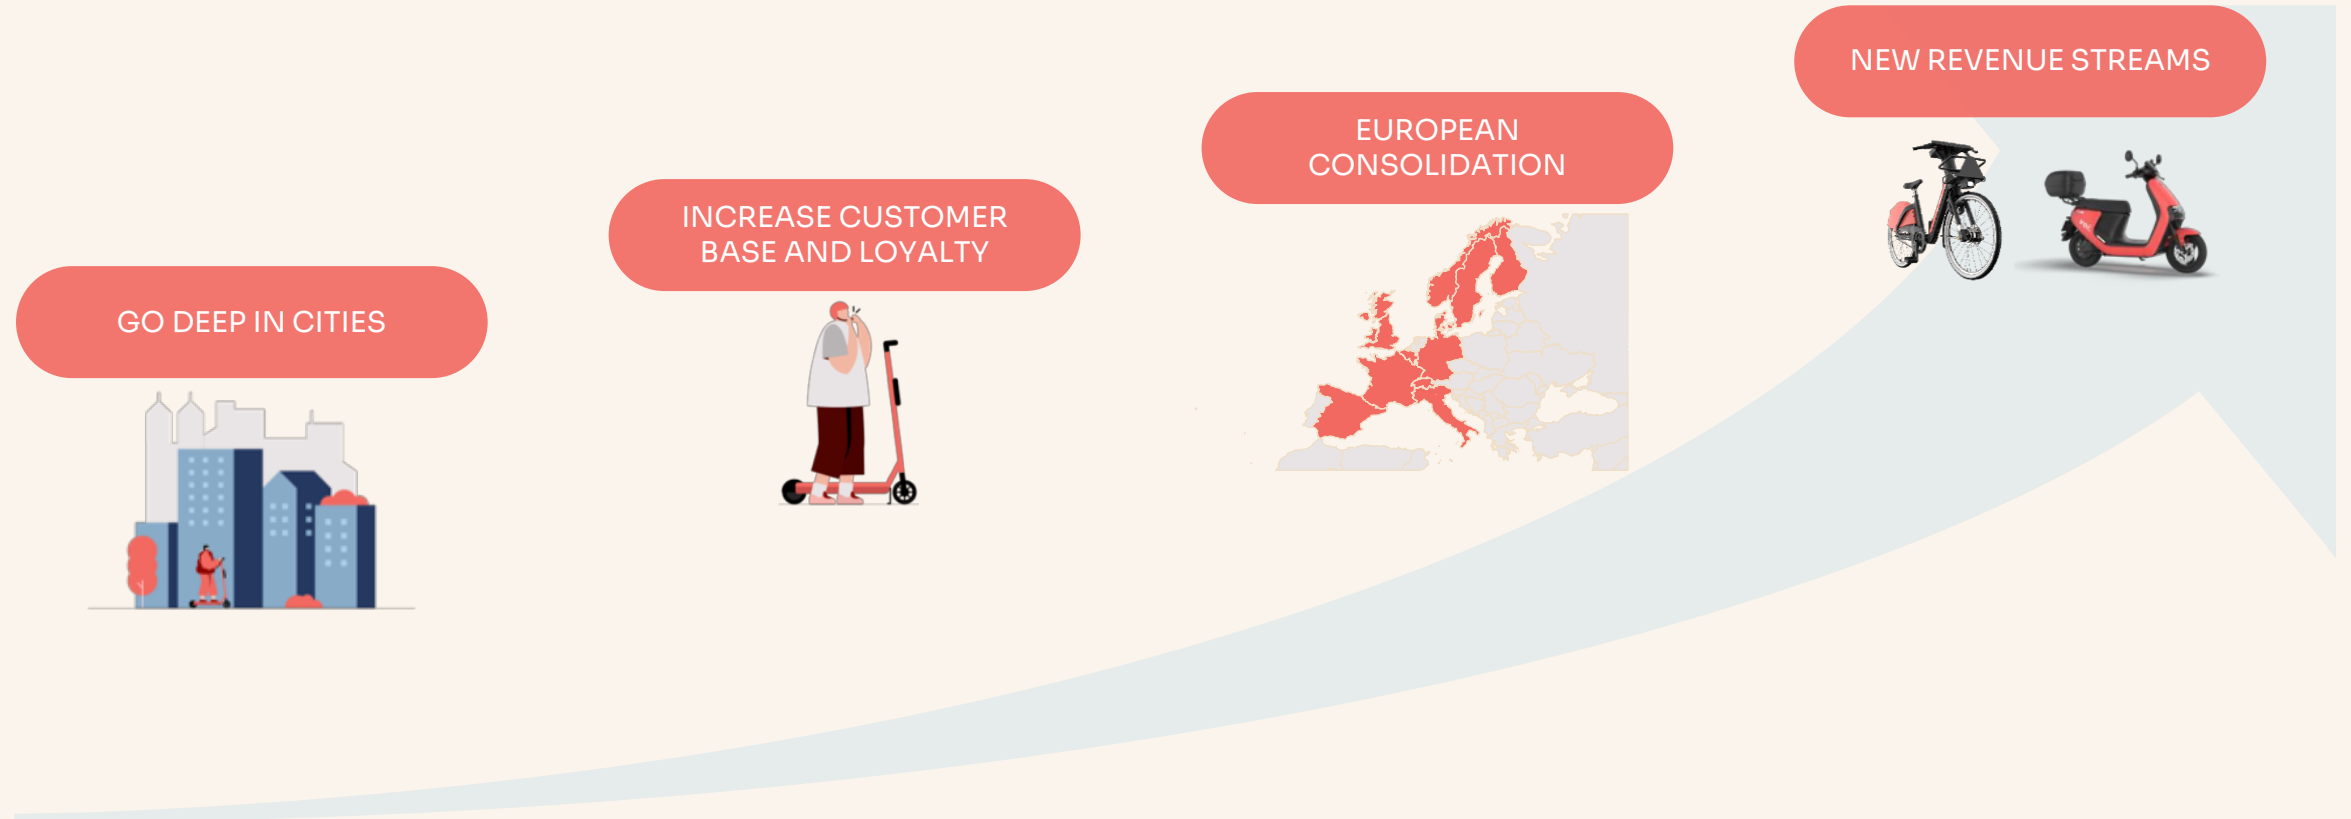 GO DEEP IN CITIES
INCREASE CUSTOMER
BASE AND LOYALTY
EUROPEAN
CONSOLIDATION
NEW REVENUE STREAMS